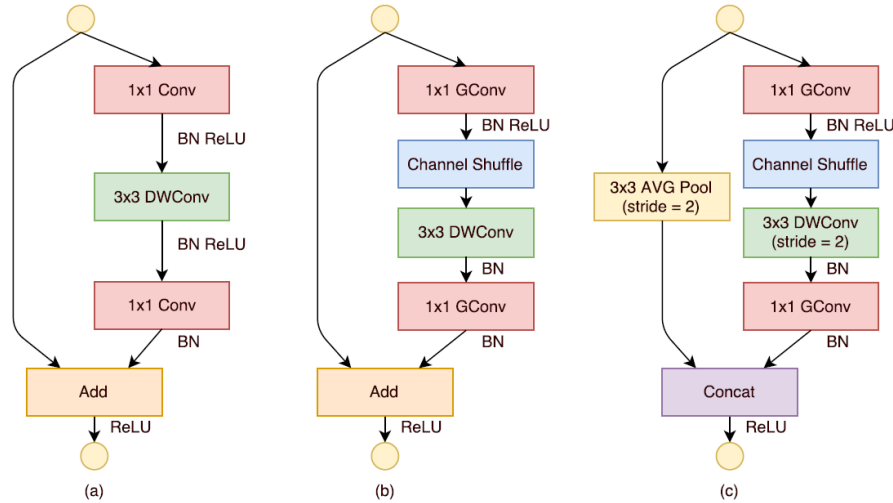 1x1 Conv
BN ReLU
3x3 DWConv
BN ReLU
1x1 Conv
BN
Add
ReLU
(a)
1x1 GConv
BN ReLU
Channel Shuffle
3x3 DWConv
BN
1x1 GConv
BN
Add
ReLU
(b)
1x1 GConv
BN ReLU
Channel Shuffle
3x3 AVG Pool
(stride = 2)
3x3 DWConv
(stride = 2)
BN
1x1 GConv
BN
Concat
ReLU
(c)